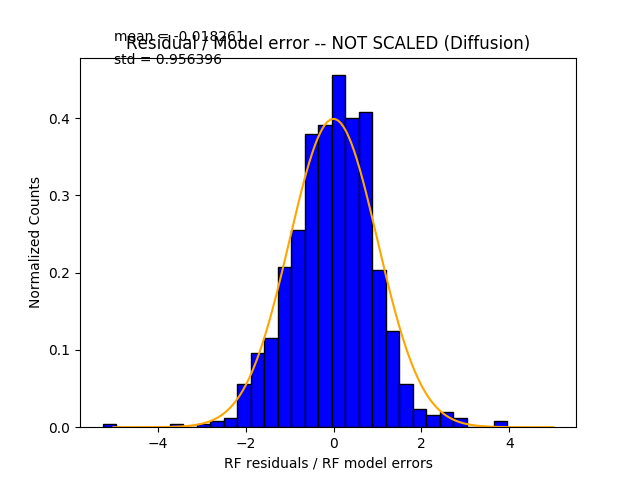 mean = -0.018261
Residual / Model error -- NOT SCALED (Diffusion)
std = 0.956396
Normalized Counts
0.4
0.3
0.2
0.1
0.0
−4
−2
0
2
4
RF residuals / RF model errors